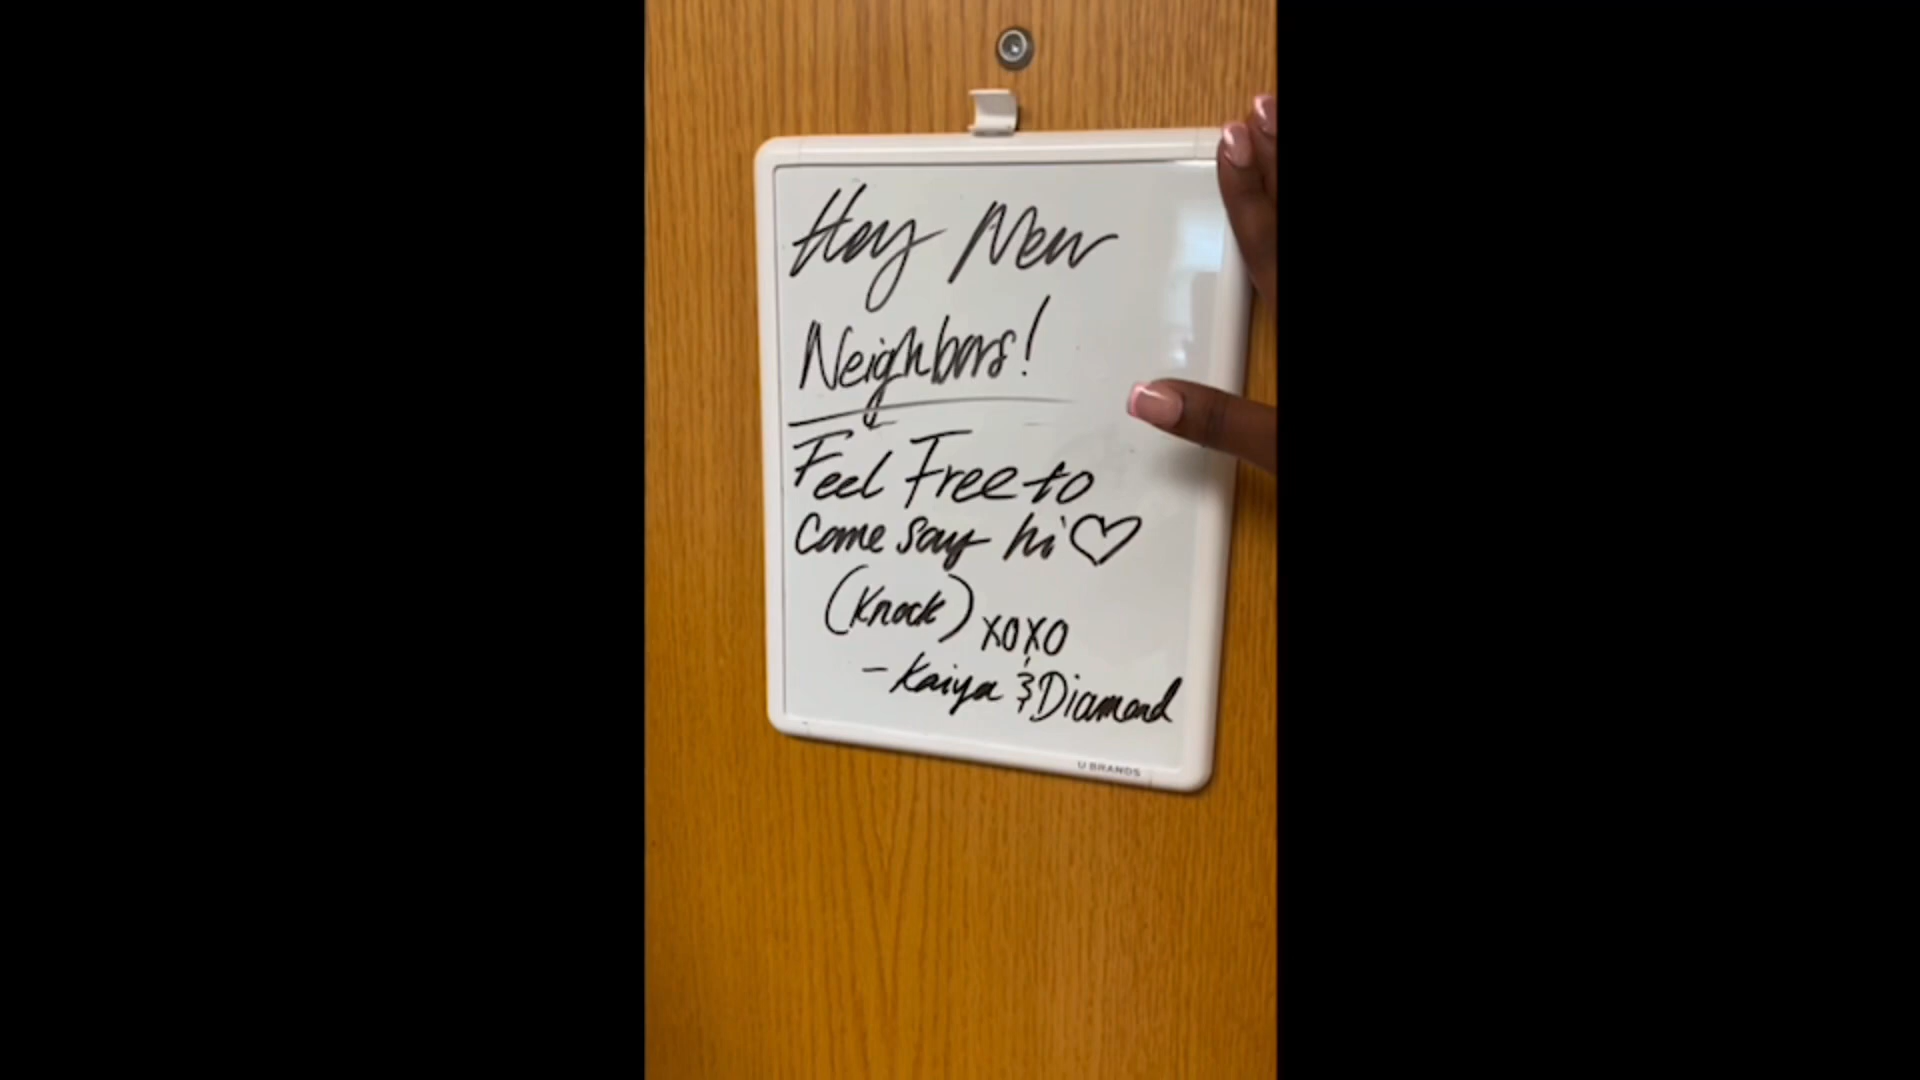 Hey New
Neighbors!
Feel Free to
Come say hi♡
(Knock) XOXO
- Kaiya & Diamond
U BRANDS